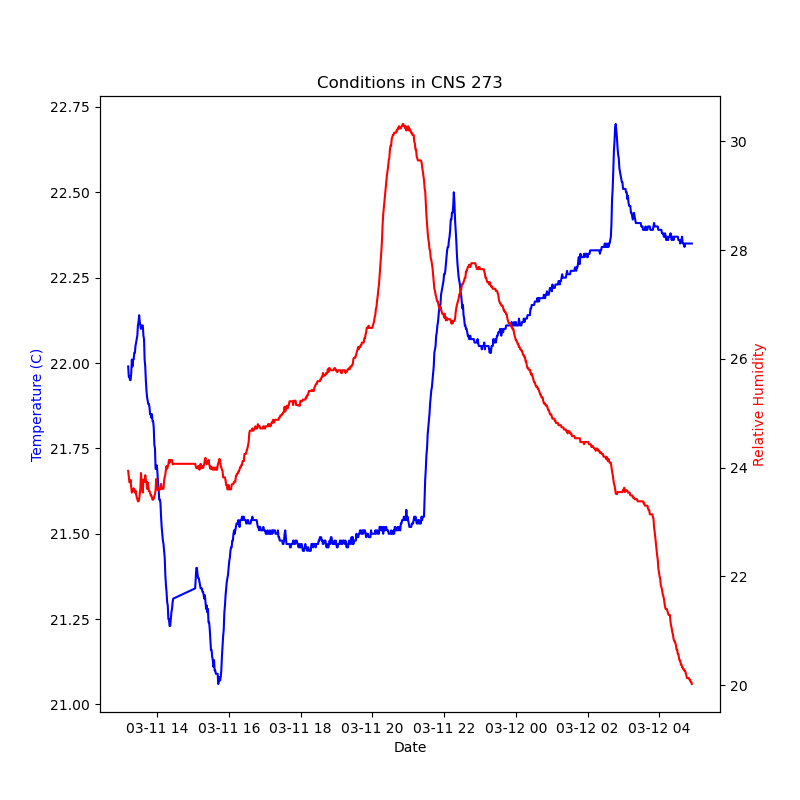 Conditions in CNS 273
22.75
22.50
22.25
22.00
21.75
21.50
21.25
21.00
Temperature (C)
30
28
26
24
22
20
Relative Humidity
03-11 14 03-11 16 03-11 18 03-11 20 03-11 22 03-12 00 03-12 02 03-12 04
Date